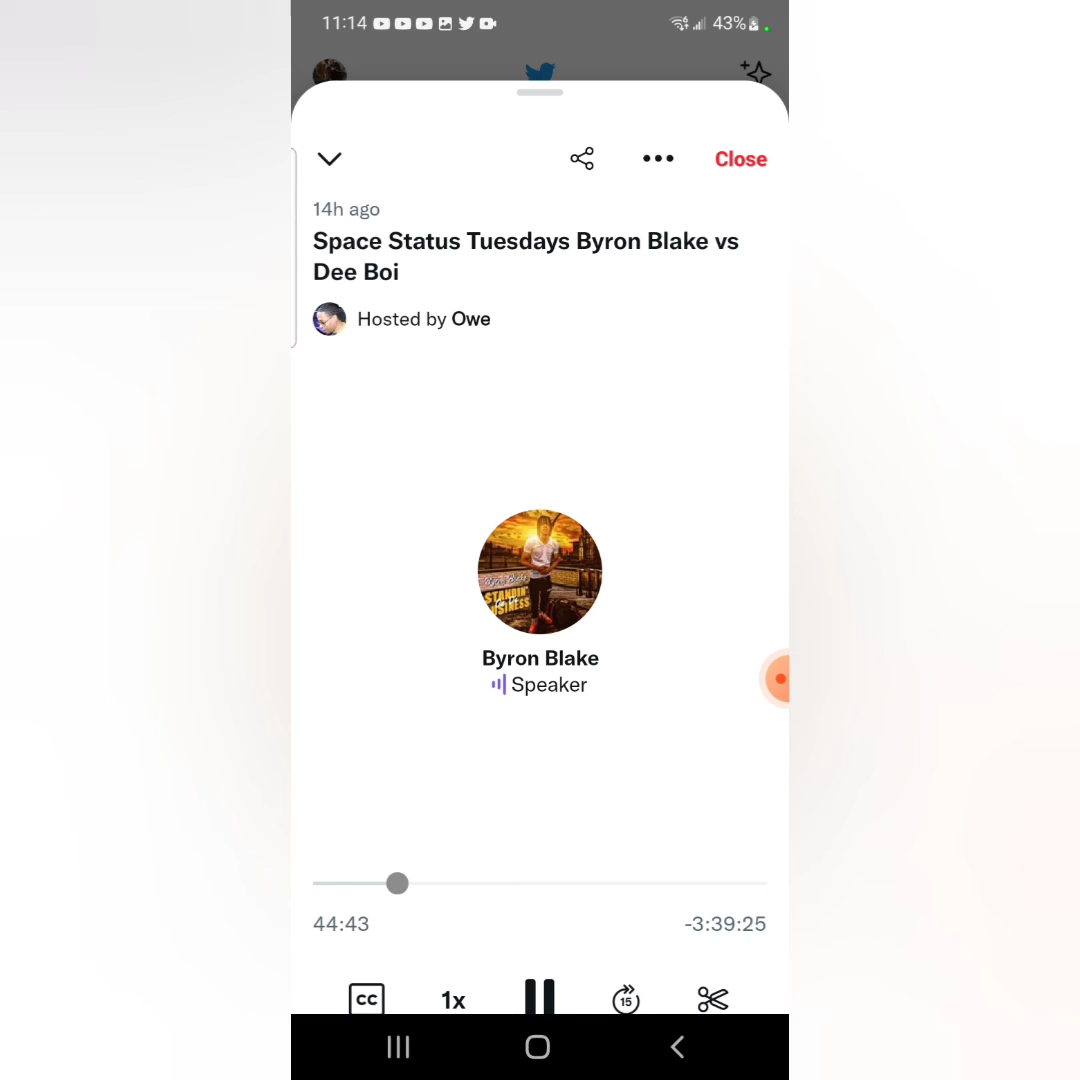 11:14 43%
Close
14h ago
Space Status Tuesdays Byron Blake vs
Dee Boi
Hosted by Owe
STANDIN'
BUSINESS
Byron Blake
Speaker
44:43 -3:39:25
CC 1x 15